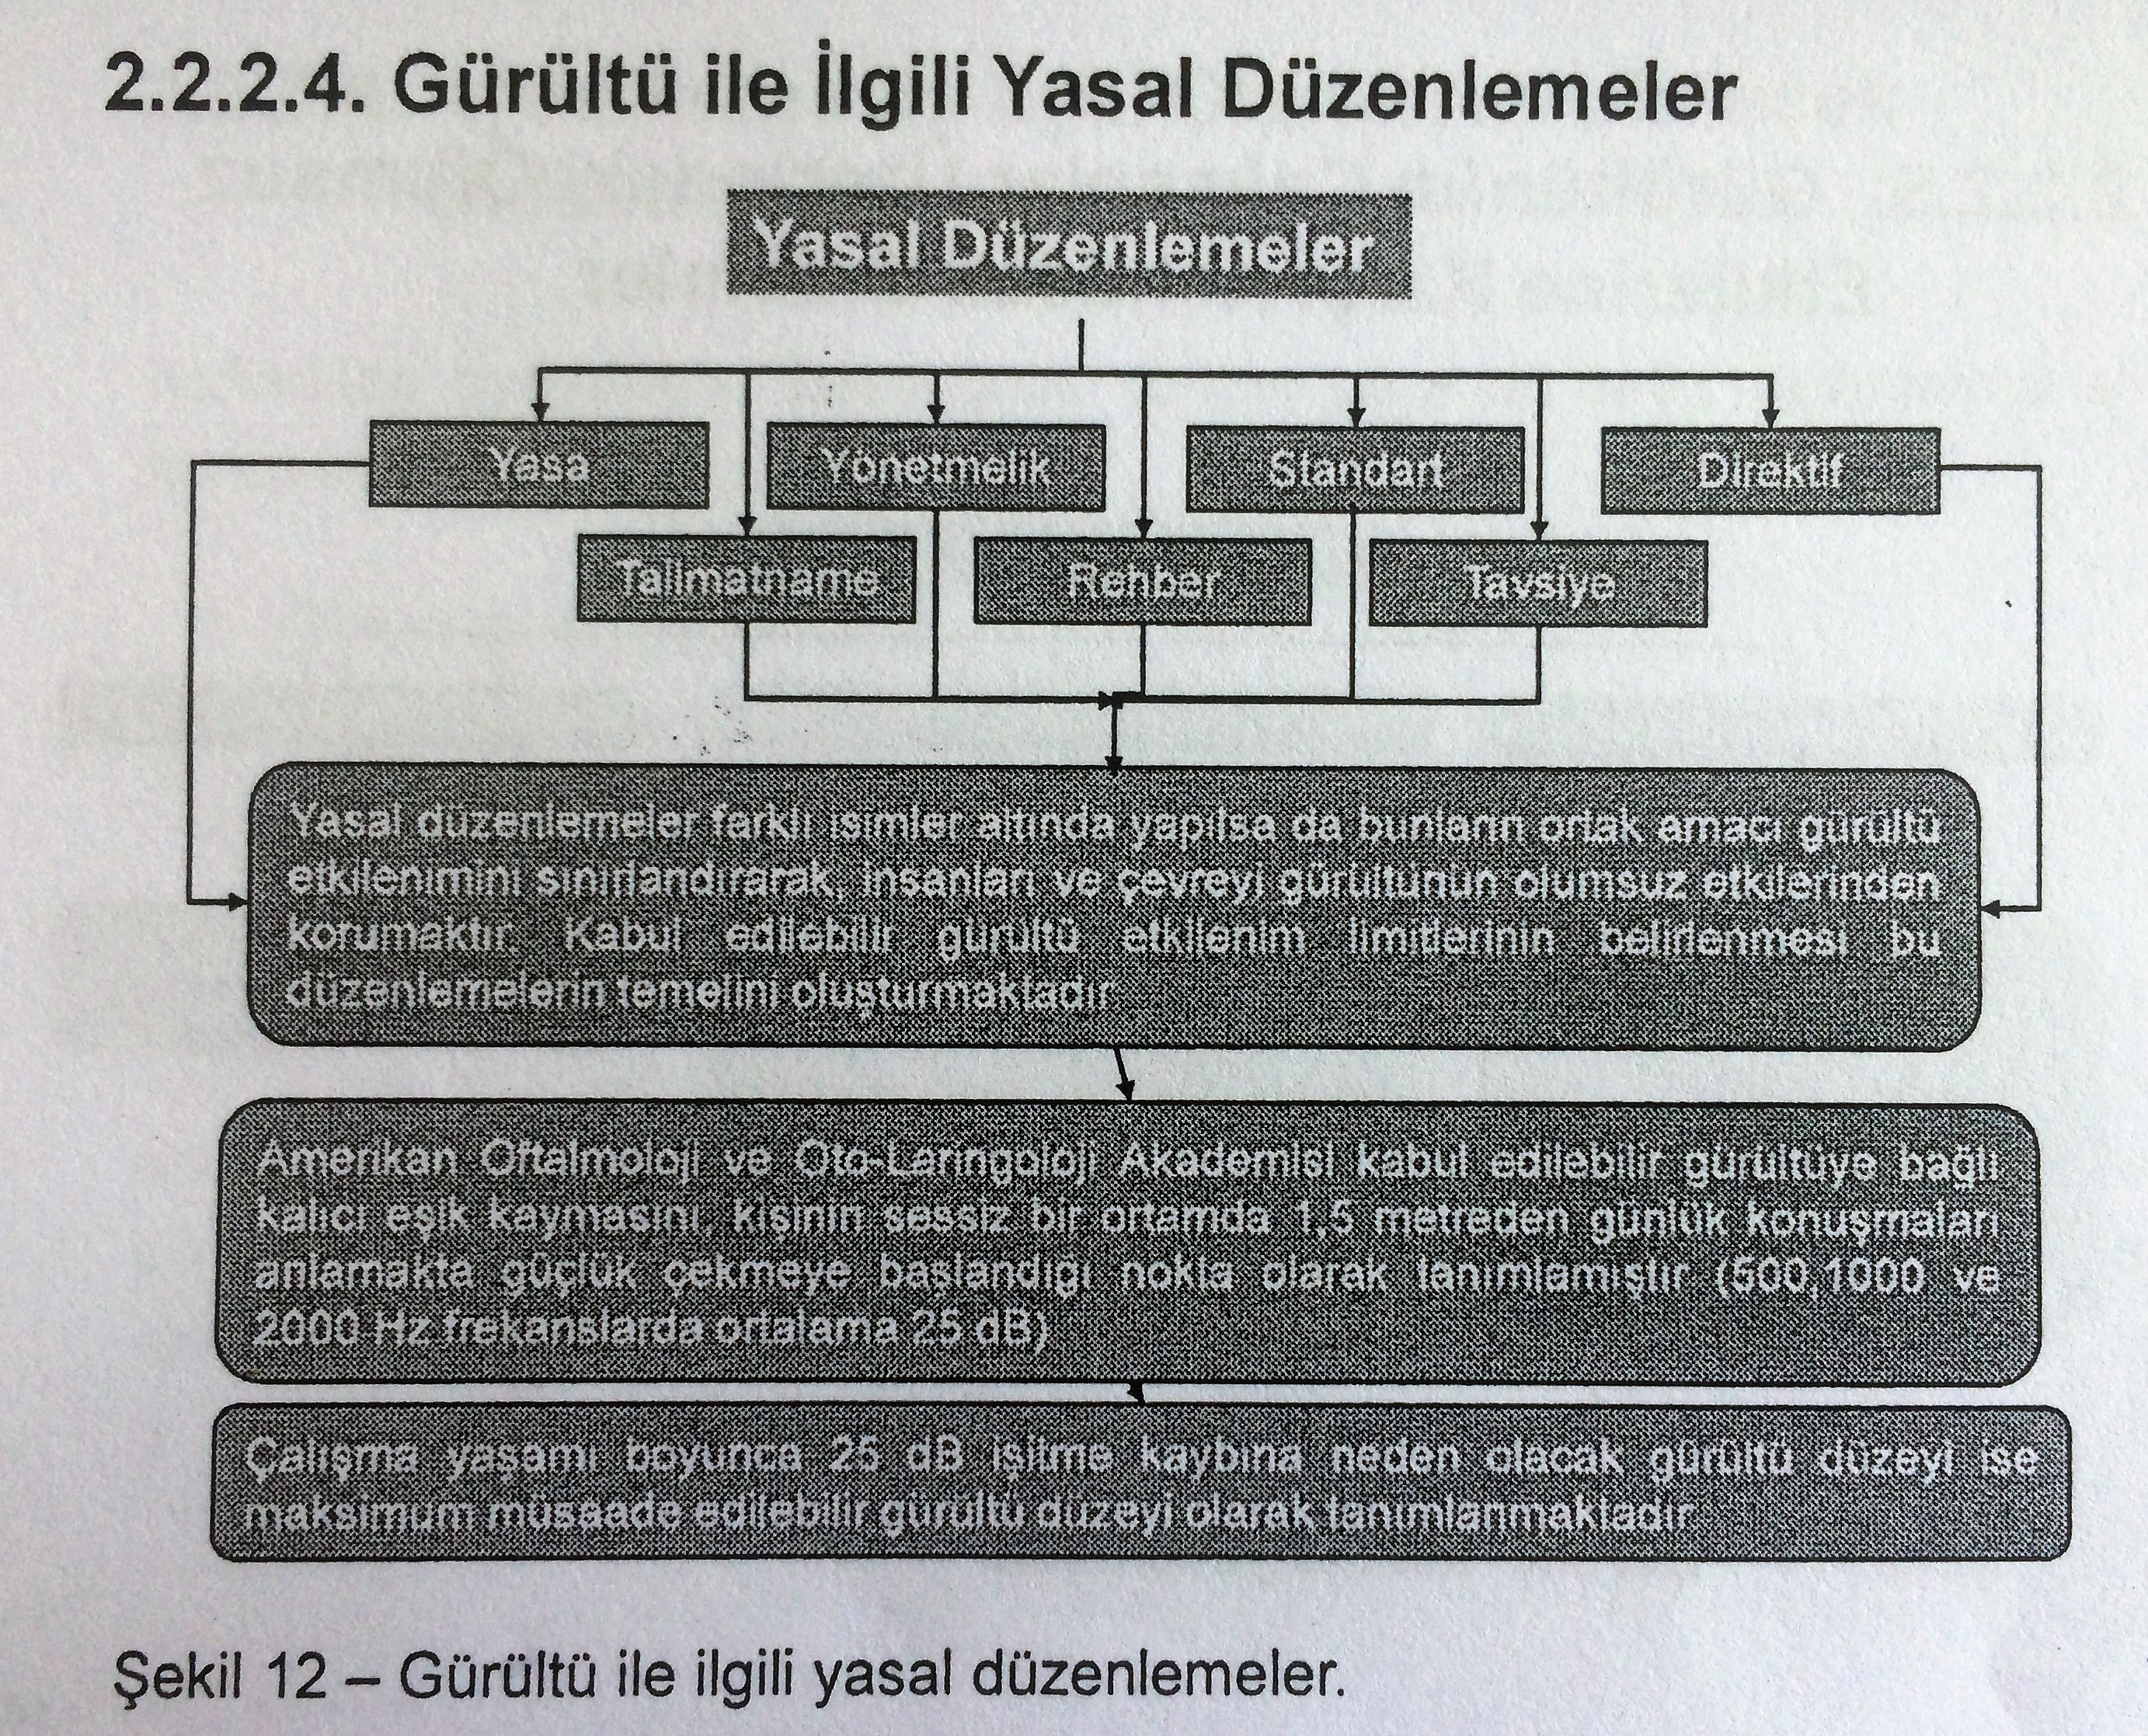 2.2.2.4. Gürültü ile İlgili Yasal Düzenlemeler
Yasal Düzenlemeler
Yasa
Yönetmelik
Standart
Direktif
Talimatname
Rehber
Tavsiye
Yasal düzenlemeler farklı isimler altında yapılsa da bunların ortak amacı gürültü
etkilenimini sınırlandırarak, insanları ve çevreyi gürültünün olumsuz etkilerinden
korumaktır. Kabul edilebilir gürültü etkilenim limitlerinin belirlenmesi bu
düzenlemelerin temelini oluşturmaktadır.
Amerikan Oftalmoloji ve Oto-Laringoloji Akademisi kabul edilebilir gürültüye bağlı
kalıcı eşik kaymasını, kişinin sessiz bir ortamda 1,5 metreden günlük konuşmaları
anlamakta güçlük çekmeye başlandığı nokta olarak tanımlamıştır (500,1000 ve
2000 Hz frekanslarda ortalama 25 dB)
Çalışma yaşamı boyunca 25 dB işitme kaybına neden olacak gürültü düzeyi ise
maksimum müsaade edilebilir gürültü düzeyi olarak tanımlanmaktadır
Şekil 12 – Gürültü ile ilgili yasal düzenlemeler.